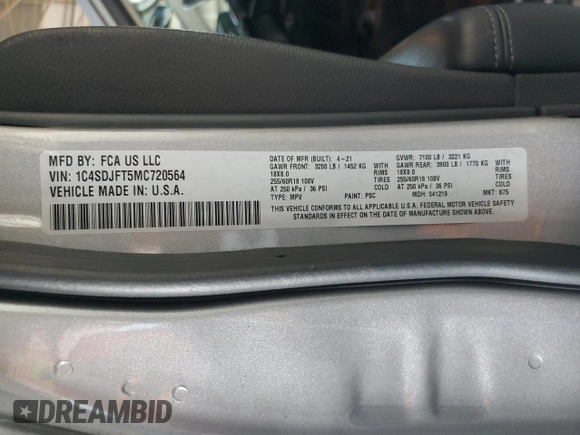 MFD BY: FCA US LLC
VIN: 1C4SDJFT5MC720564
VEHICLE MADE IN: U.S.A.
DATE OF MFR (BUILT): 4-21
GAWR FRONT: 3200 LB / 1452 KG WITH
18X8.0 RIMS
255/60R18 108V TIRES
AT 250 kPa / 36 PSI COLD
TYPE: MPV PAINT: PSC
GVWR: 7100 LB / 3221 KG
GAWR REAR: 3900 LB / 1770 KG WITH
18X8.0 RIMS
255/60R18 108V TIRES
AT 250 kPa / 36 PSI COLD
MDH: 041219 MKT: 875
THIS VEHICLE CONFORMS TO ALL APPLICABLE U.S.A. FEDERAL MOTOR VEHICLE SAFETY
STANDARDS IN EFFECT ON THE DATE OF MANUFACTURE SHOWN ABOVE.
DREAMBID